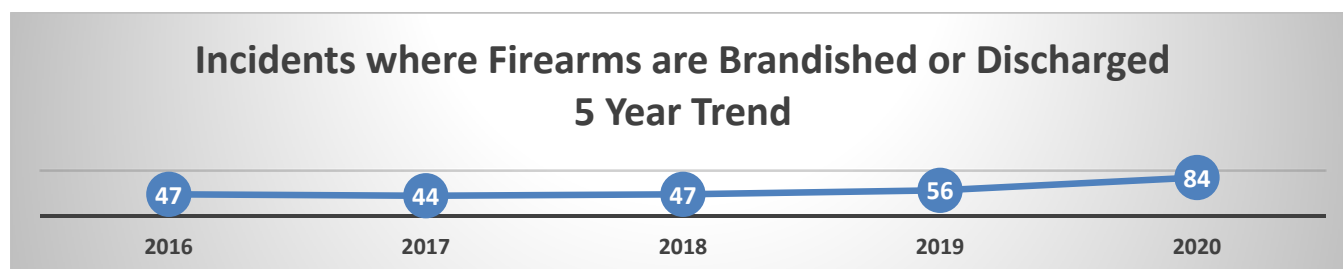 Incidents where Firearms are Brandished or Discharged
5 Year Trend
47 44 47 56 84
2016 2017 2018 2019 2020